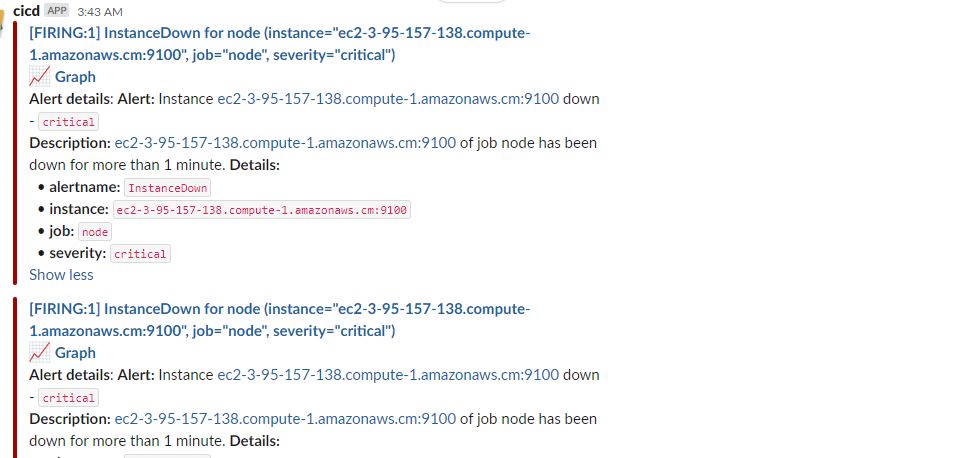 cicd APP 3:43 AM
[FIRING:1] InstanceDown for node (instance="ec2-3-95-157-138.compute-
1.amazonaws.cm:9100", job="node", severity="critical")
Graph
Alert details: Alert: Instance ec2-3-95-157-138.compute-1.amazonaws.cm:9100 down
- critical
Description: ec2-3-95-157-138.compute-1.amazonaws.cm:9100 of job node has been
down for more than 1 minute. Details:
• alertname: InstanceDown
• instance: ec2-3-95-157-138.compute-1.amazonaws.cm:9100
• job: node
• severity: critical
Show less
[FIRING:1] InstanceDown for node (instance="ec2-3-95-157-138.compute-
1.amazonaws.cm:9100", job="node", severity="critical")
Graph
Alert details: Alert: Instance ec2-3-95-157-138.compute-1.amazonaws.cm:9100 down
- critical
Description: ec2-3-95-157-138.compute-1.amazonaws.cm:9100 of job node has been
down for more than 1 minute. Details: